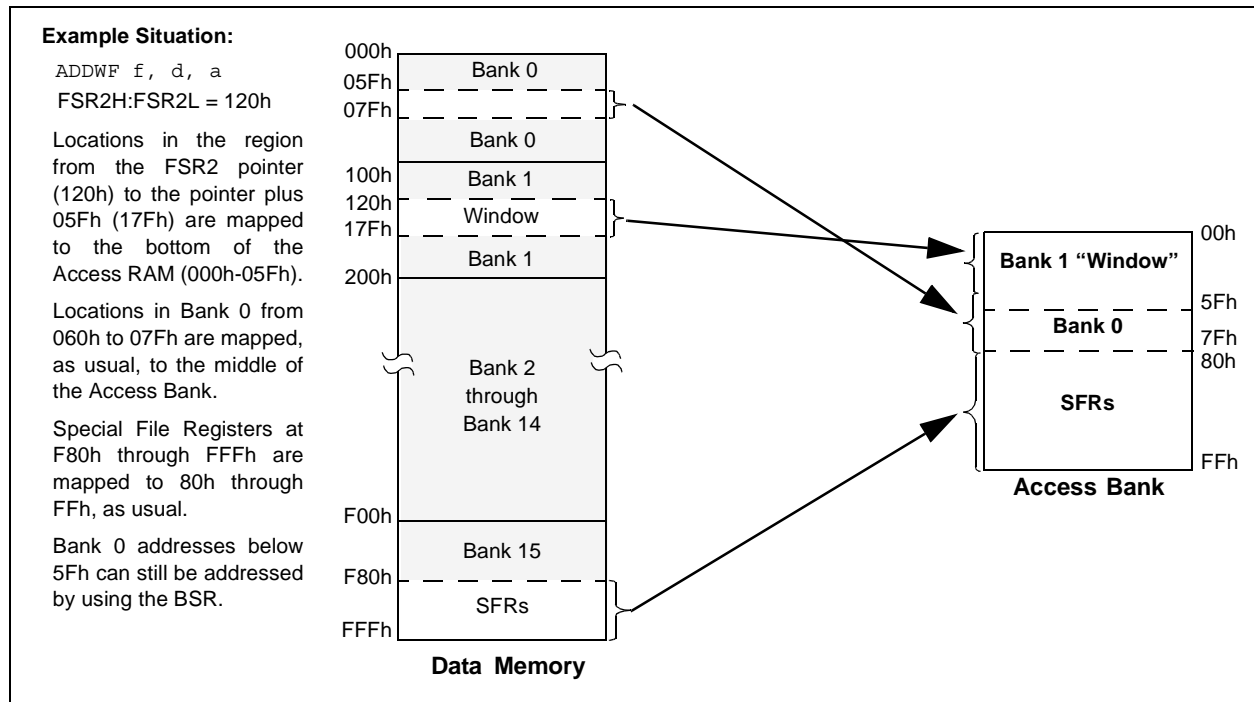 Example Situation:
ADDWF f, d, a
FSR2H:FSR2L = 120h
Locations in the region
from the FSR2 pointer
(120h) to the pointer plus
05Fh (17Fh) are mapped
to the bottom of the
Access RAM (000h-05Fh).
Locations in Bank 0 from
060h to 07Fh are mapped,
as usual, to the middle of
the Access Bank.
Special File Registers at
F80h through FFFh are
mapped to 80h through
FFh, as usual.
Bank 0 addresses below
5Fh can still be addressed
by using the BSR.
000h
05Fh
07Fh
100h
120h
17Fh
200h
F00h
F80h
FFFh
Bank 0
Bank 0
Bank 1
Window
Bank 1
Bank 2
through
Bank 14
Bank 15
SFRs
Data Memory
00h
Bank 1 “Window”
5Fh
Bank 0
7Fh
80h
SFRs
FFh
Access Bank